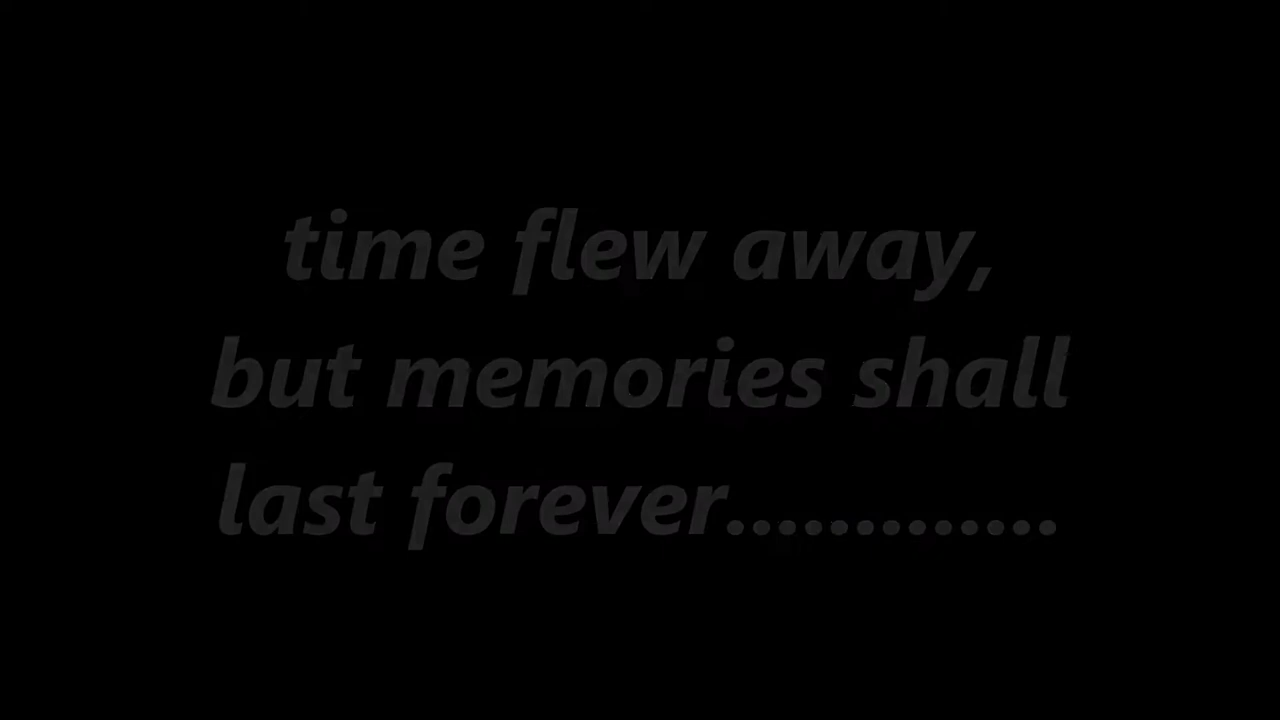 time flew away,
but memories shall
last forever.............